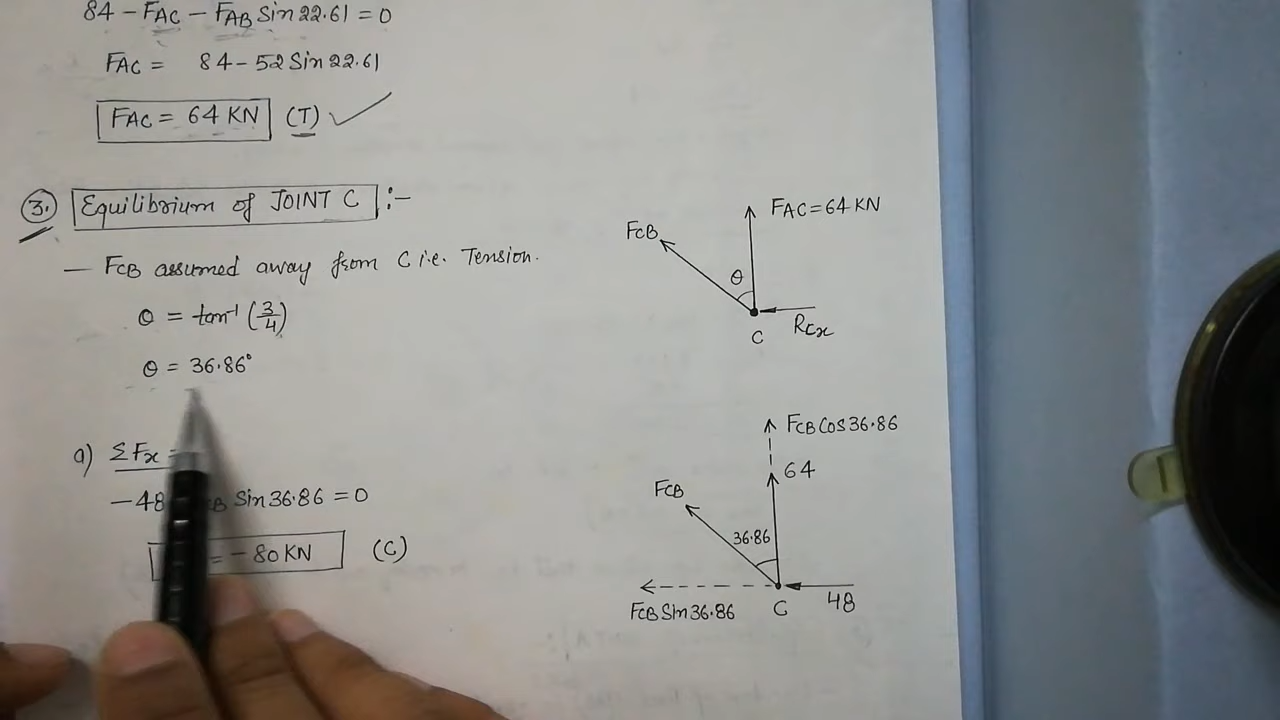 84 - FAC - FAB Sin 22.61 = 0
FAC = 84 - 52 Sin 22.61
FAC = 64 KN (T) ✓
3. Equilibrium of JOINT C :-
— FCB assumed away from C i.e. Tension.
θ = tan⁻¹ (3/4)
θ = 36.86°
a) ΣFx =
-48 Sin 36.86 = 0
= -80 KN (C)
FAC = 64 KN
FCB
θ
C
RCx
FCB Cos 36.86
64
FCB
36.86
FCB Sin 36.86
C
48